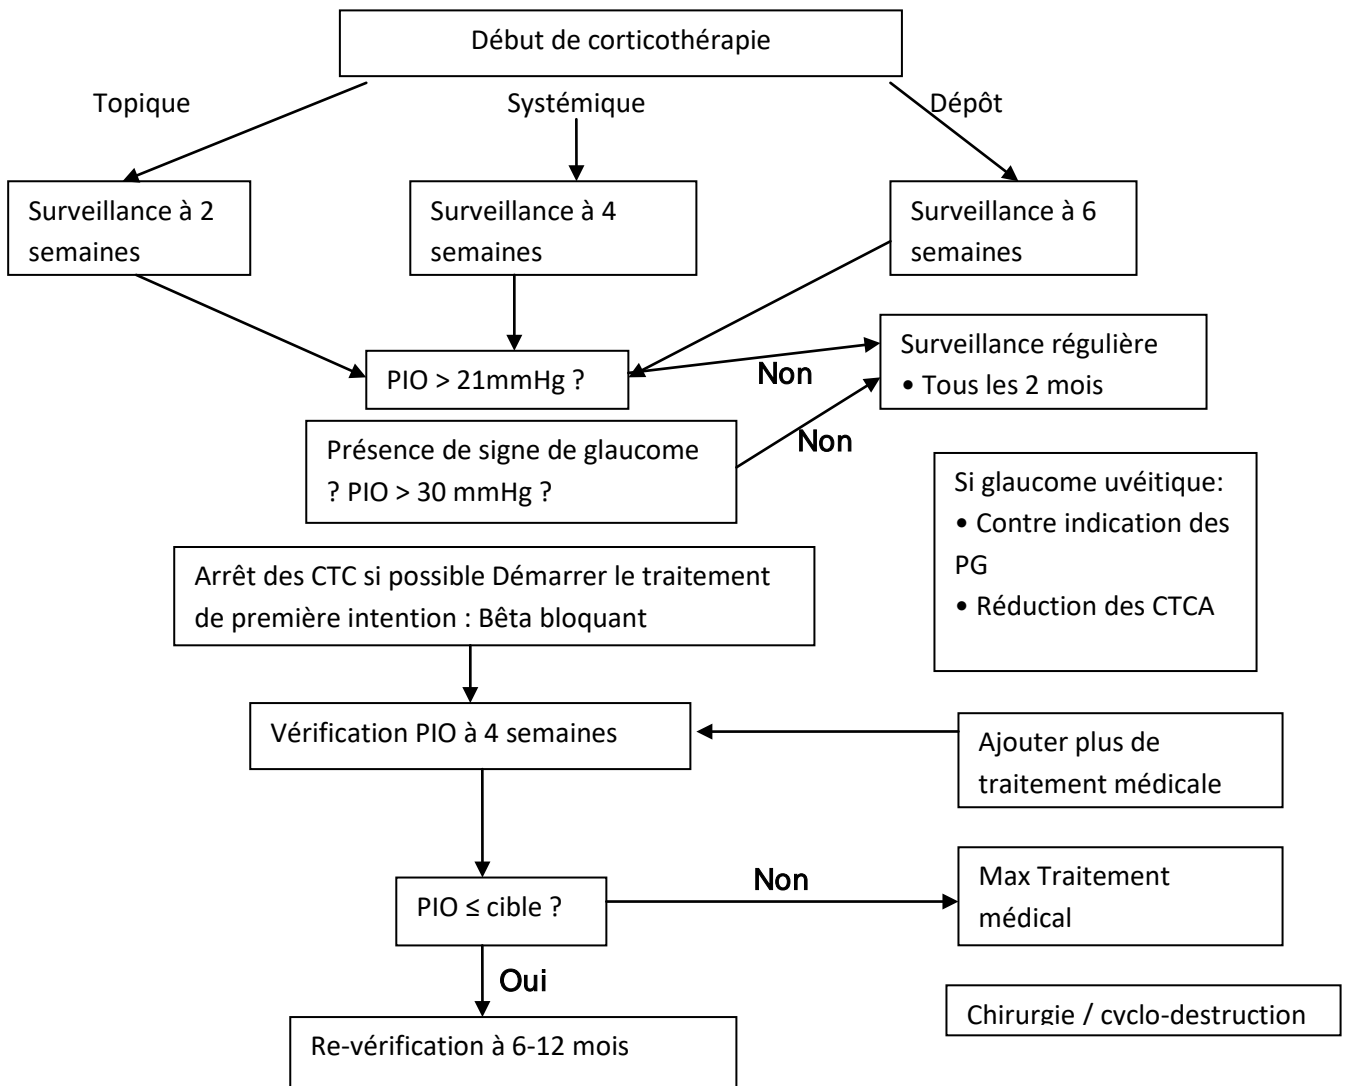 Début de corticothérapie
Topique
Systémique
Dépôt
Surveillance à 2
semaines
Surveillance à 4
semaines
Surveillance à 6
semaines
PIO > 21mmHg ?
Non
Surveillance régulière
• Tous les 2 mois
Présence de signe de glaucome
? PIO > 30 mmHg ?
Non
Si glaucome uvéitique:
• Contre indication des
PG
• Réduction des CTCA
Arrêt des CTC si possible Démarrer le traitement
de première intention : Bêta bloquant
Vérification PIO à 4 semaines
Ajouter plus de
traitement médicale
PIO ≤ cible ?
Non
Max Traitement
médical
Oui
Chirurgie / cyclo-destruction
Re-vérification à 6-12 mois